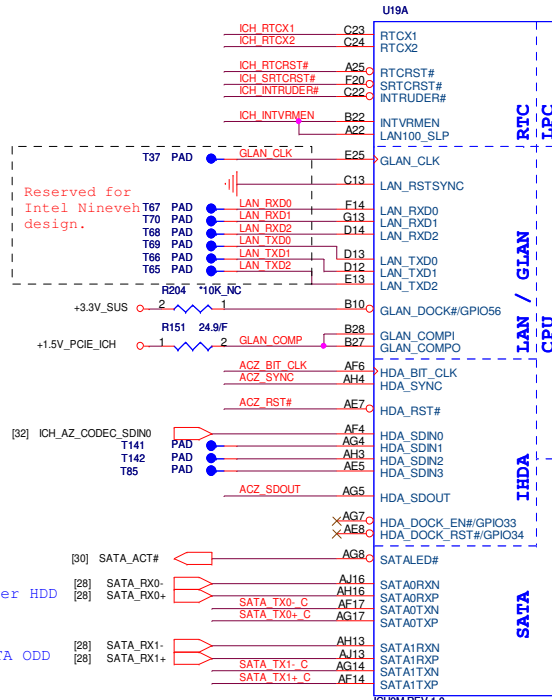 U19A
ICH_RTCX1 C23 RTCX1
ICH_RTCX2 C24 RTCX2
ICH_RTCRST# A25 RTCRST#
ICH_SRTCRST# F20 SRTCRST#
ICH_INTRUDER# C22 INTRUDER#
ICH_INTVRMEN B22 INTVRMEN
A22 LAN100_SLP
RTC
LPC
T37 PAD GLAN_CLK E25 GLAN_CLK
C13 LAN_RSTSYNC
Reserved for
Intel Nineveh
design.
T67 PAD LAN_RXD0 F14 LAN_RXD0
T70 PAD LAN_RXD1 G13 LAN_RXD1
T68 PAD LAN_RXD2 D14 LAN_RXD2
T69 PAD LAN_TXD0 D13 LAN_TXD0
T66 PAD LAN_TXD1 D12 LAN_TXD1
T65 PAD LAN_TXD2 E13 LAN_TXD2
R204 *10K_NC
+3.3V_SUS 2 1 B10 GLAN_DOCK#/GPIO56
R151 24.9/F
+1.5V_PCIE_ICH 1 2 GLAN_COMP B28 GLAN_COMPI
B27 GLAN_COMPO
LAN / GLAN
CPU
ACZ_BIT_CLK AF6 HDA_BIT_CLK
ACZ_SYNC AH4 HDA_SYNC
ACZ_RST# AE7 HDA_RST#
[32] ICH_AZ_CODEC_SDIN0 AF4 HDA_SDIN0
T141 PAD AG4 HDA_SDIN1
T142 PAD AH3 HDA_SDIN2
T85 PAD AE5 HDA_SDIN3
ACZ_SDOUT AG5 HDA_SDOUT
AG7 HDA_DOCK_EN#/GPIO33
AE8 HDA_DOCK_RST#/GPIO34
IHDA
[30] SATA_ACT# AG8 SATALED#
[28] SATA_RX0- AJ16 SATA0RXN
er HDD [28] SATA_RX0+ AH16 SATA0RXP
SATA_TX0-_C AF17 SATA0TXN
SATA_TX0+_C AG17 SATA0TXP
[28] SATA_RX1- AH13 SATA1RXN
TA ODD [28] SATA_RX1+ AJ13 SATA1RXP
SATA_TX1-_C AG14 SATA1TXN
SATA_TX1+_C AF14 SATA1TXP
SATA